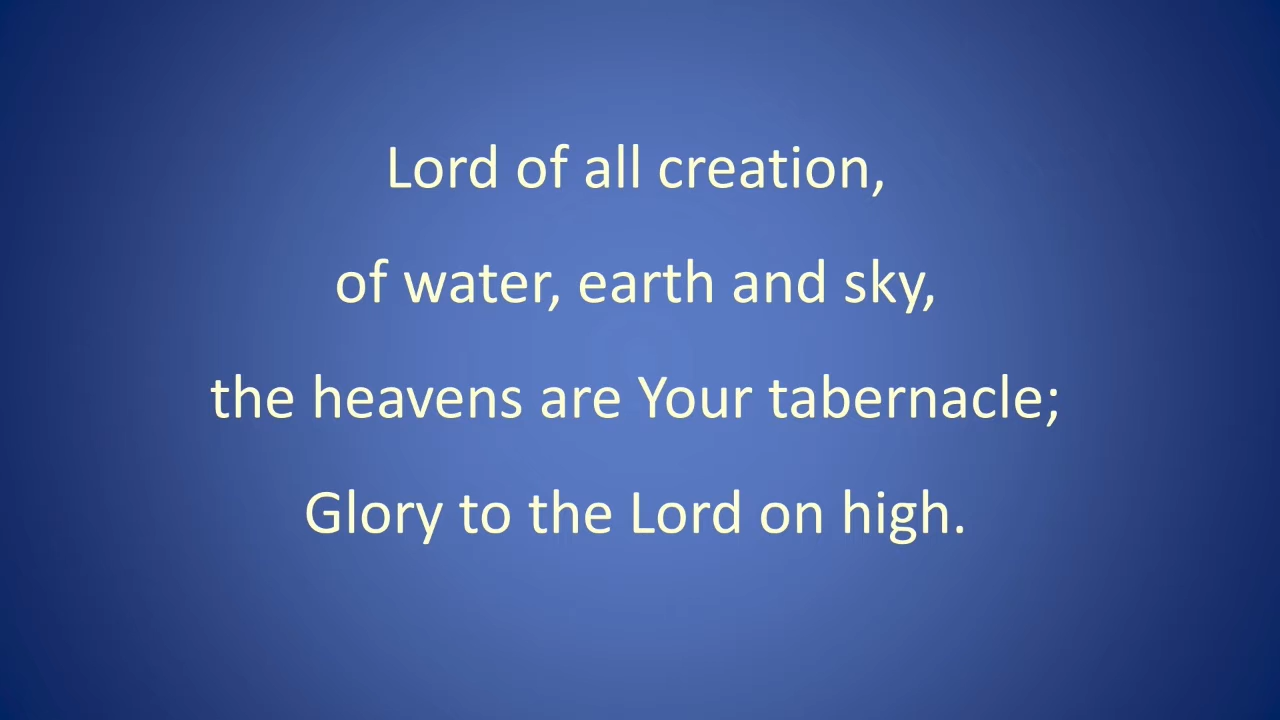 Lord of all creation,
of water, earth and sky,
the heavens are Your tabernacle;
Glory to the Lord on high.